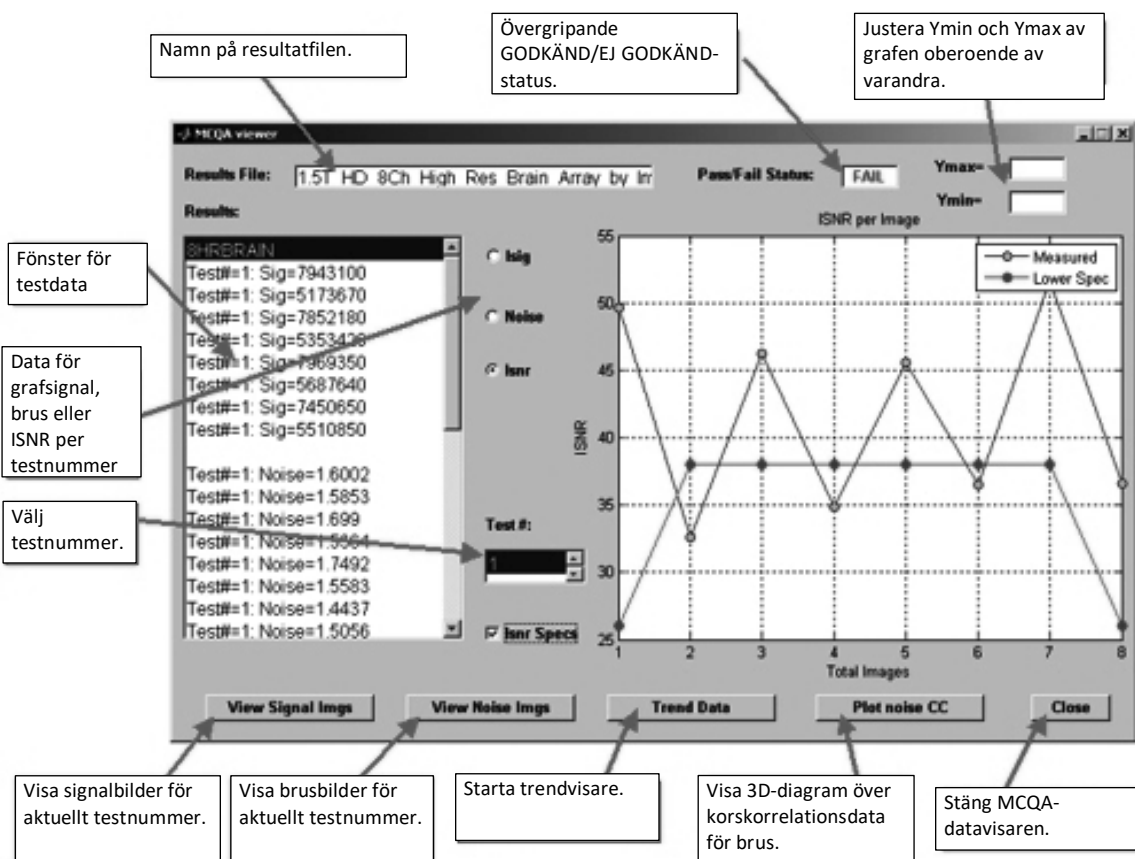 Namn på resultatfilen.
Övergripande
GODKÄND/EJ GODKÄND-
status.
Justera Ymin och Ymax av
grafen oberoende av
varandra.
MCQA viewer
Results File:
1.5T HD 8Ch High Res Brain Array by
Pass/Fail Status:
FAIL
Ymax=
Ymin=
Results:
8HRBRAIN
Test#=1: Sig=7943100
Test#=1: Sig=5173670
Test#=1: Sig=7852180
Test#=1:
Test#=1: Sig=7969350
Test#=1: Sig=5687640
Test#=1: Sig=7450650
Test#=1: Sig=5510850
Test#=1: Noise=1.6002
Test#=1: Noise=1.5853
Test#=1: Noise=1.699
Test#=1:
Test#=1: Noise=1.7492
Test#=1: Noise=1.5583
Test#=1: Noise=1.4437
Test#=1: Noise=1.5056
Isig
Noise
Isnr
Test #:
1
Isnr Specs
ISNR per Image
Measured
Lower Spec
55
50
45
40
35
30
25
ISNR
1 2 3 4 5 6 7 8
Total Images
View Signal Imgs
View Noise Imgs
Trend Data
Plot noise CC
Close
Fönster för
testdata
Data för
grafsignal,
brus eller
ISNR per
testnummer
Välj
testnummer.
Visa signalbilder för
aktuellt testnummer.
Visa brusbilder för
aktuellt testnummer.
Starta trendvisare.
Visa 3D-diagram över
korskorrelationsdata
för brus.
Stäng MCQA-
datavisaren.